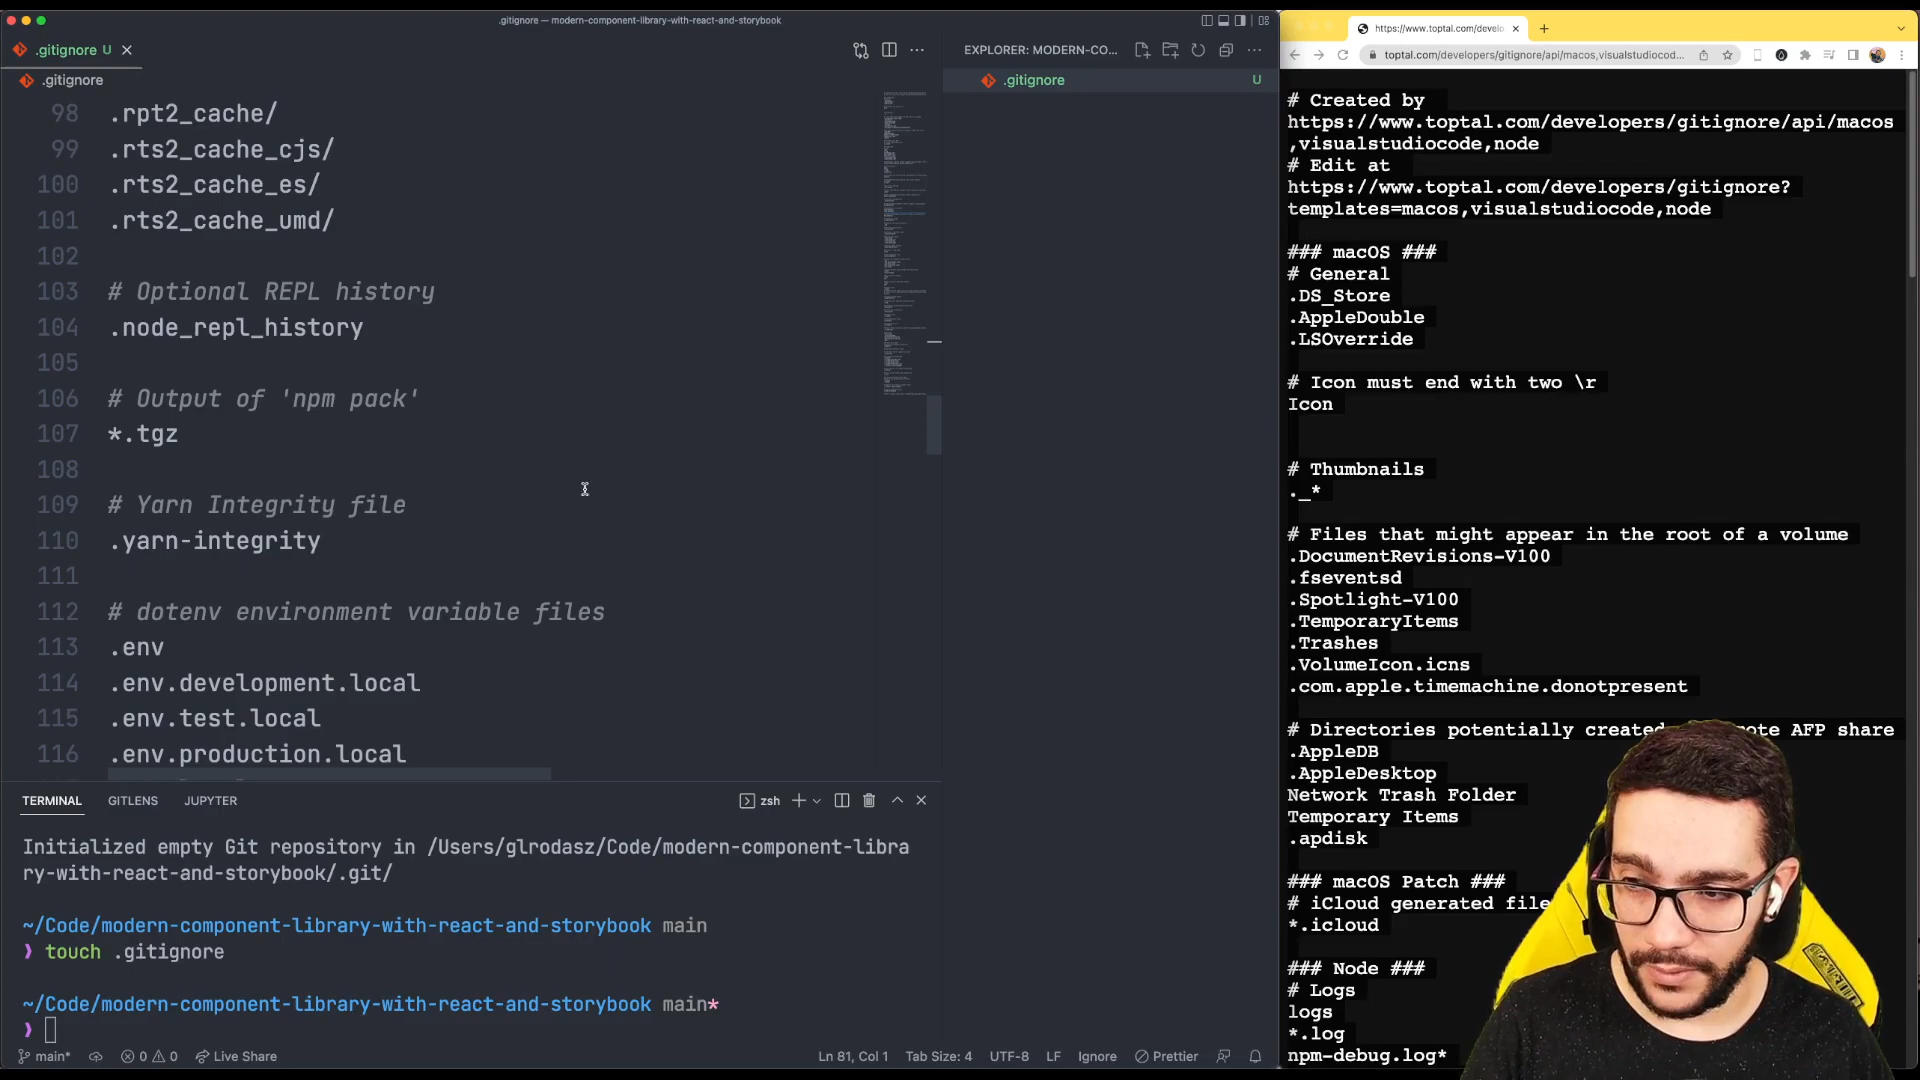 .gitignore — modern-component-library-with-react-and-storybook
.gitignore U
.gitignore
98 .rpt2_cache/
99 .rts2_cache_cjs/
100 .rts2_cache_es/
101 .rts2_cache_umd/
102
103 # Optional REPL history
104 .node_repl_history
105
106 # Output of 'npm pack'
107 *.tgz
108
109 # Yarn Integrity file
110 .yarn-integrity
111
112 # dotenv environment variable files
113 .env
114 .env.development.local
115 .env.test.local
116 .env.production.local
TERMINAL GITLENS JUPYTER
zsh
Initialized empty Git repository in /Users/glrodasz/Code/modern-component-libra
ry-with-react-and-storybook/.git/
~/Code/modern-component-library-with-react-and-storybook main
❯ touch .gitignore
~/Code/modern-component-library-with-react-and-storybook main*
❯
main* 0 0 Live Share
Ln 81, Col 1 Tab Size: 4 UTF-8 LF Ignore Prettier
EXPLORER: MODERN-CO...
.gitignore U
https://www.toptal.com/develo
toptal.com/developers/gitignore/api/macos,visualstudiocod...
# Created by
https://www.toptal.com/developers/gitignore/api/macos
,visualstudiocode,node
# Edit at
https://www.toptal.com/developers/gitignore?
templates=macos,visualstudiocode,node
### macOS ###
# General
.DS_Store
.AppleDouble
.LSOverride
# Icon must end with two \r
Icon
# Thumbnails
._*
# Files that might appear in the root of a volume
.DocumentRevisions-V100
.fseventsd
.Spotlight-V100
.TemporaryItems
.Trashes
.VolumeIcon.icns
.com.apple.timemachine.donotpresent
# Directories potentially created AFP share
.AppleDB
.AppleDesktop
Network Trash Folder
Temporary Items
.apdisk
### macOS Patch ###
# iCloud generated file
*.icloud
### Node ###
# Logs
logs
*.log
npm-debug.log*